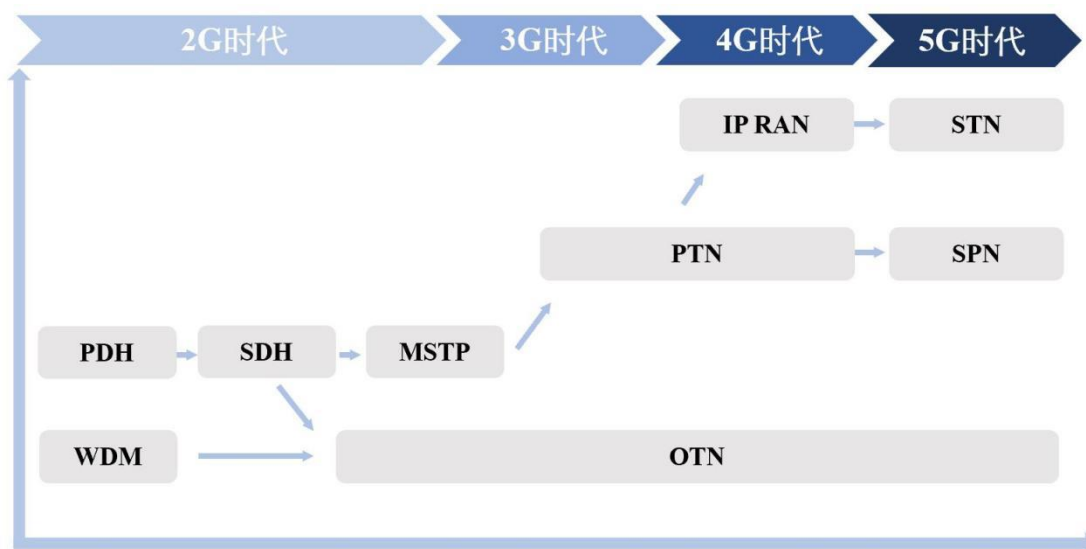 2G时代
3G时代
4G时代
5G时代
IP RAN
STN
PTN
SPN
PDH
SDH
MSTP
WDM
OTN